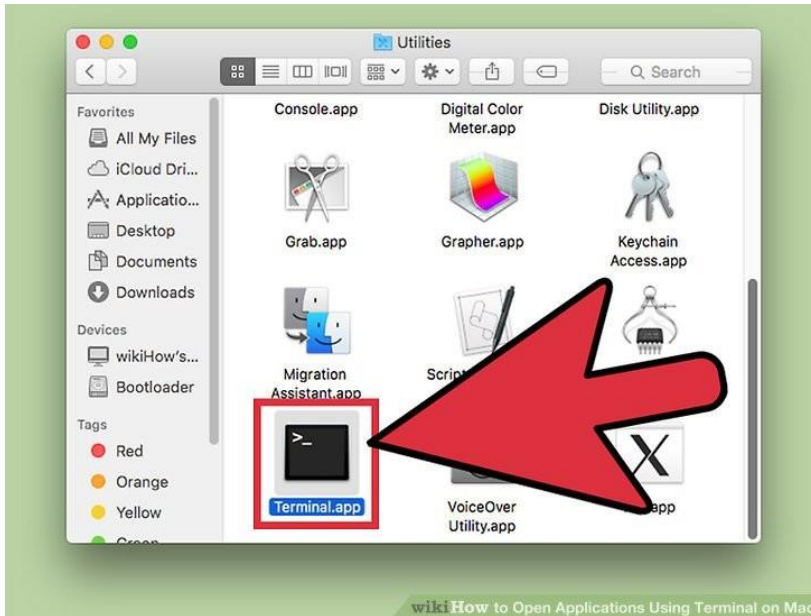 Utilities
Search
Favorites
All My Files
iCloud Dri...
Applicatio...
Desktop
Documents
Downloads
Devices
wikiHow's...
Bootloader
Tags
Red
Orange
Yellow
Green
Console.app
Digital Color
Meter.app
Disk Utility.app
Grab.app
Grapher.app
Keychain
Access.app
Migration
Assistant.app
>_
Terminal.app
VoiceOver
Utility.app
X
wikiHow to Open Applications Using Terminal on Mac